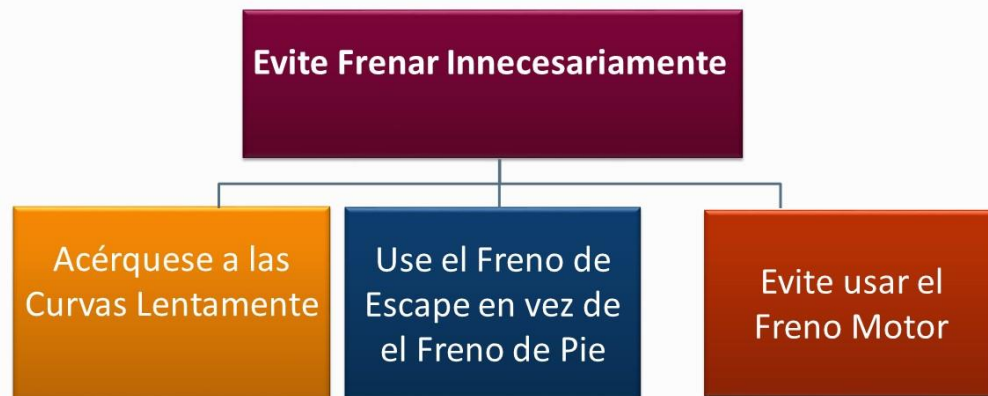 Evite Frenar Innecesariamente
Acérquese a las
Curvas Lentamente
Use el Freno de
Escape en vez de
el Freno de Pie
Evite usar el
Freno Motor